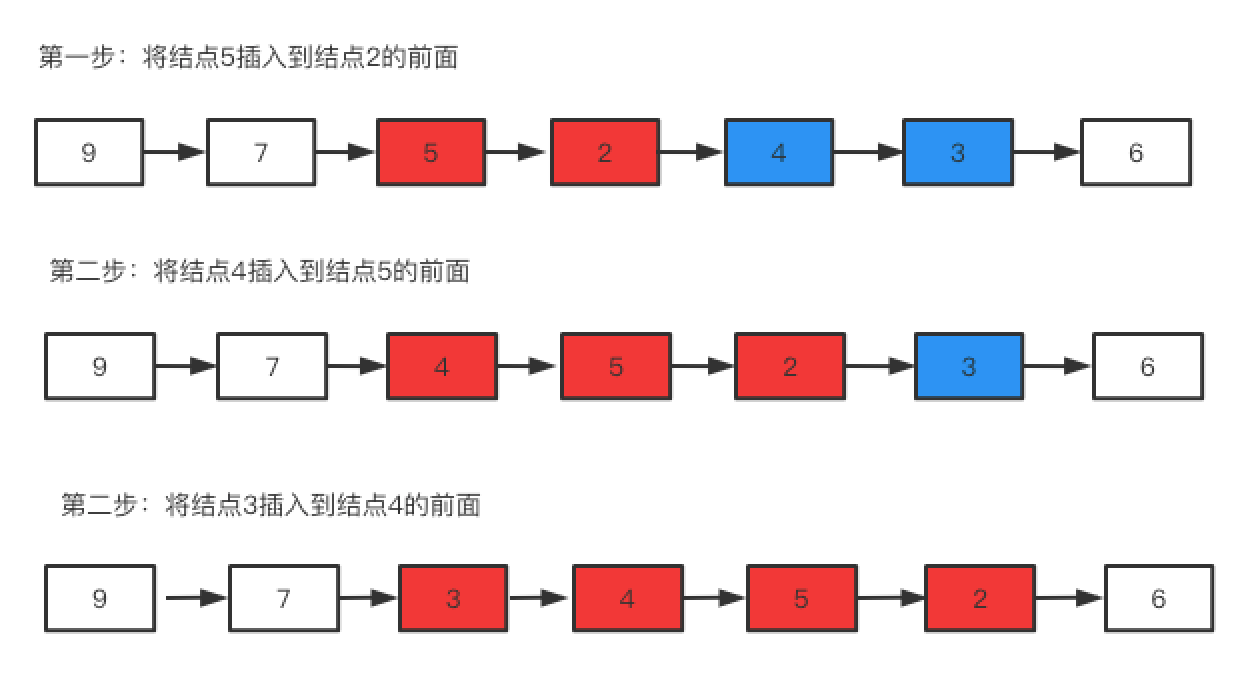 第一步：将结点5插入到结点2的前面
9 7 5 2 4 3 6
第二步：将结点4插入到结点5的前面
9 7 4 5 2 3 6
第二步：将结点3插入到结点4的前面
9 7 3 4 5 2 6